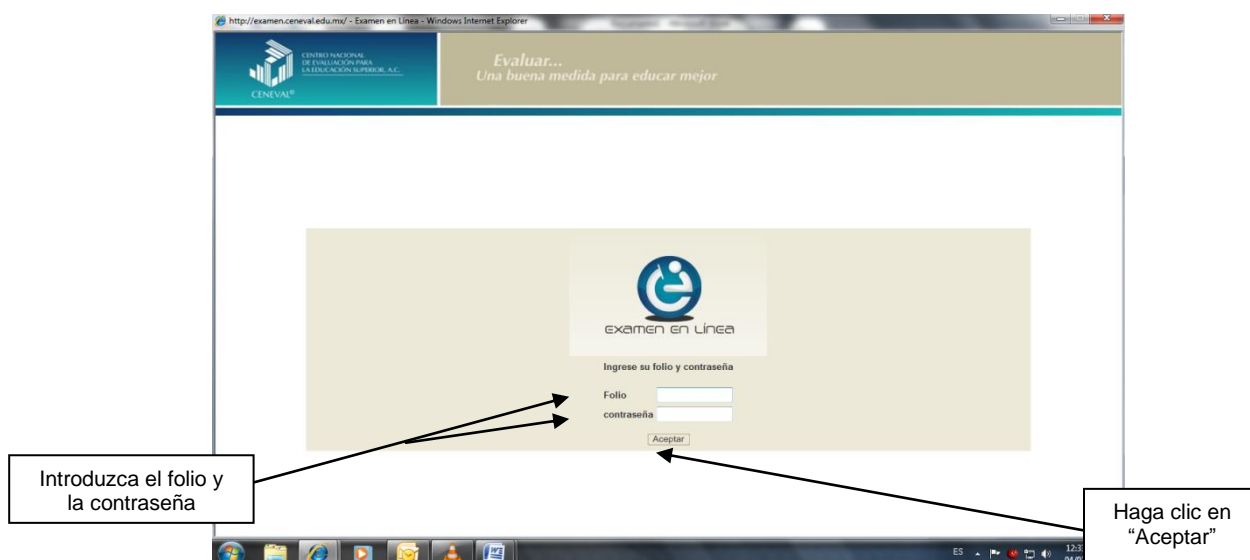 http://examen.ceneval.edu.mx/ - Examen en Línea - Windows Internet Explorer
CENTRO NACIONAL
DE EVALUACIÓN PARA
LA EDUCACIÓN SUPERIOR, A.C.
CENEVAL®
Evaluar...
Una buena medida para educar mejor
examen en línea
Ingrese su folio y contraseña
Folio
contraseña
Aceptar
Introduzca el folio y
la contraseña
Haga clic en
“Aceptar”
ES